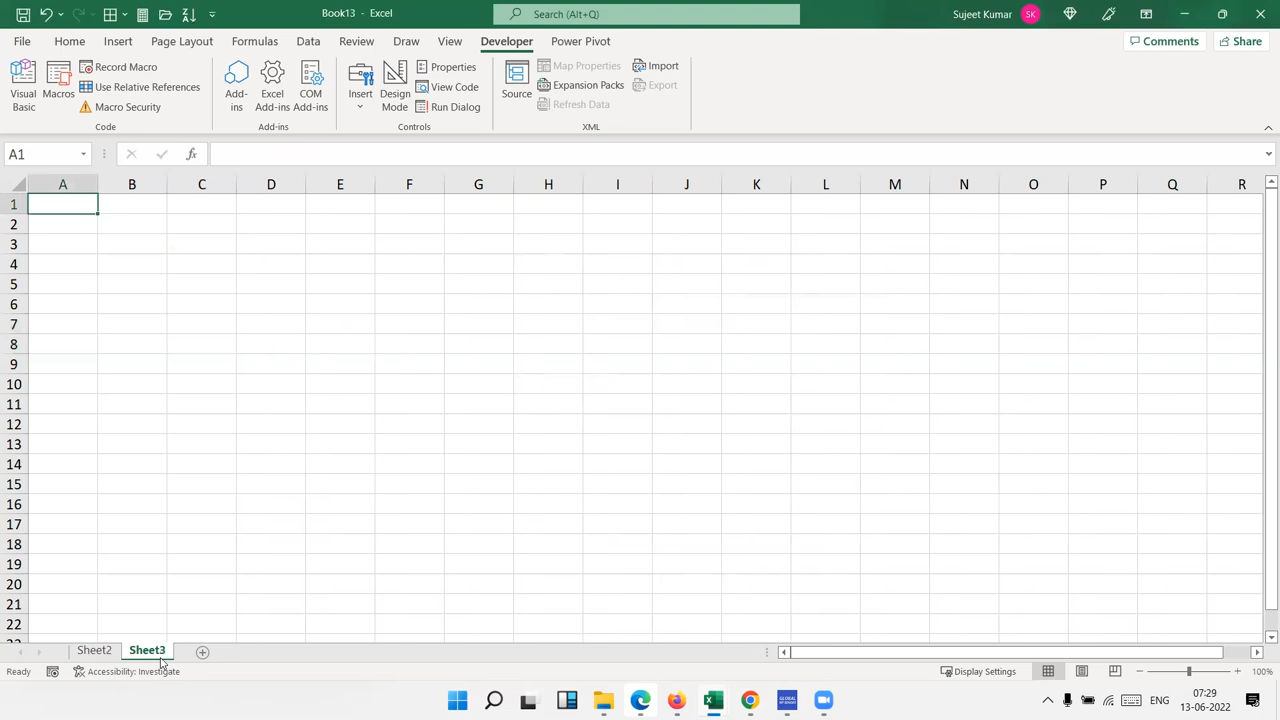 Book13 - Excel
Search (Alt+Q)
Sujeet Kumar
SK
File Home Insert Page Layout Formulas Data Review Draw View Developer Power Pivot
Comments
Share
Visual Basic
Macros
Record Macro
Use Relative References
Macro Security
Code
Add-ins
Excel Add-ins
COM Add-ins
Add-ins
Insert
Design Mode
Properties
View Code
Run Dialog
Controls
Source
Map Properties
Expansion Packs
Refresh Data
Import
Export
XML
A1
fx
A B C D E F G H I J K L M N O P Q R
1
2
3
4
5
6
7
8
9
10
11
12
13
14
15
16
17
18
19
20
21
22
Sheet2 Sheet3
Ready
Accessibility: Investigate
Display Settings
100%
ENG
07:29
13-06-2022